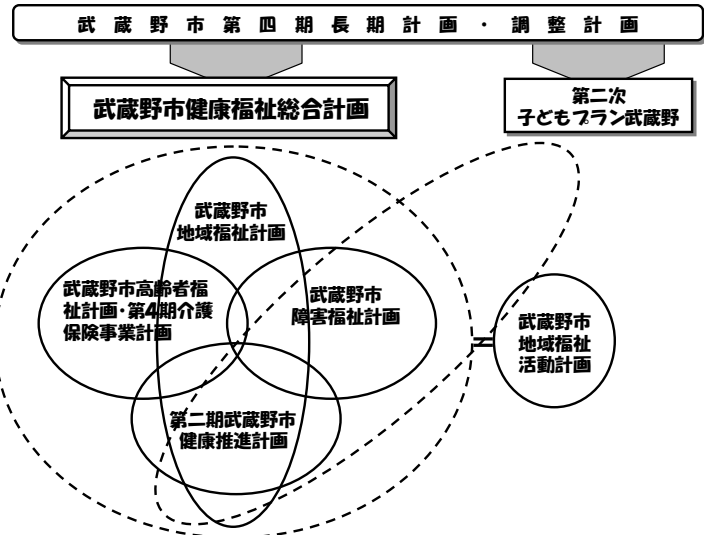 武蔵野市第四期長期計画・調整計画
武蔵野市健康福祉総合計画
第二次
子どもプラン武蔵野
武蔵野市
地域福祉計画
武蔵野市高齢者福
祉計画・第4期介護
保険事業計画
武蔵野市
障害福祉計画
武蔵野市
地域福祉
活動計画
第二期武蔵野市
健康推進計画